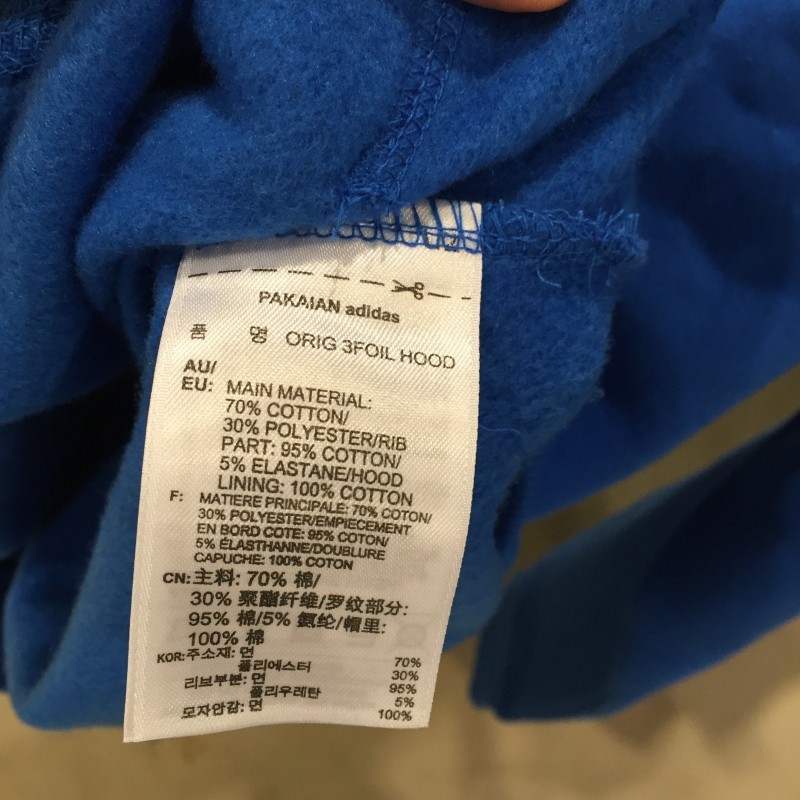 PAKAIAN adidas
품 명 ORIG 3FOIL HOOD
AU/
EU: MAIN MATERIAL:
70% COTTON/
30% POLYESTER/RIB
PART: 95% COTTON/
5% ELASTANE/HOOD
LINING: 100% COTTON
F: MATIERE PRINCIPALE: 70% COTON/
30% POLYESTER/EMPIECEMENT
EN BORD COTE: 95% COTON/
5% ÉLASTHANNE/DOUBLURE
CAPUCHE: 100% COTON
CN: 主料: 70% 棉/
30% 聚酯纤维/罗纹部分:
95% 棉/5% 氨纶/帽里:
100% 棉
KOR: 주소재: 면 70%
폴리에스터 30%
리브부분: 면 95%
폴리우레탄 5%
모자안감: 면 100%